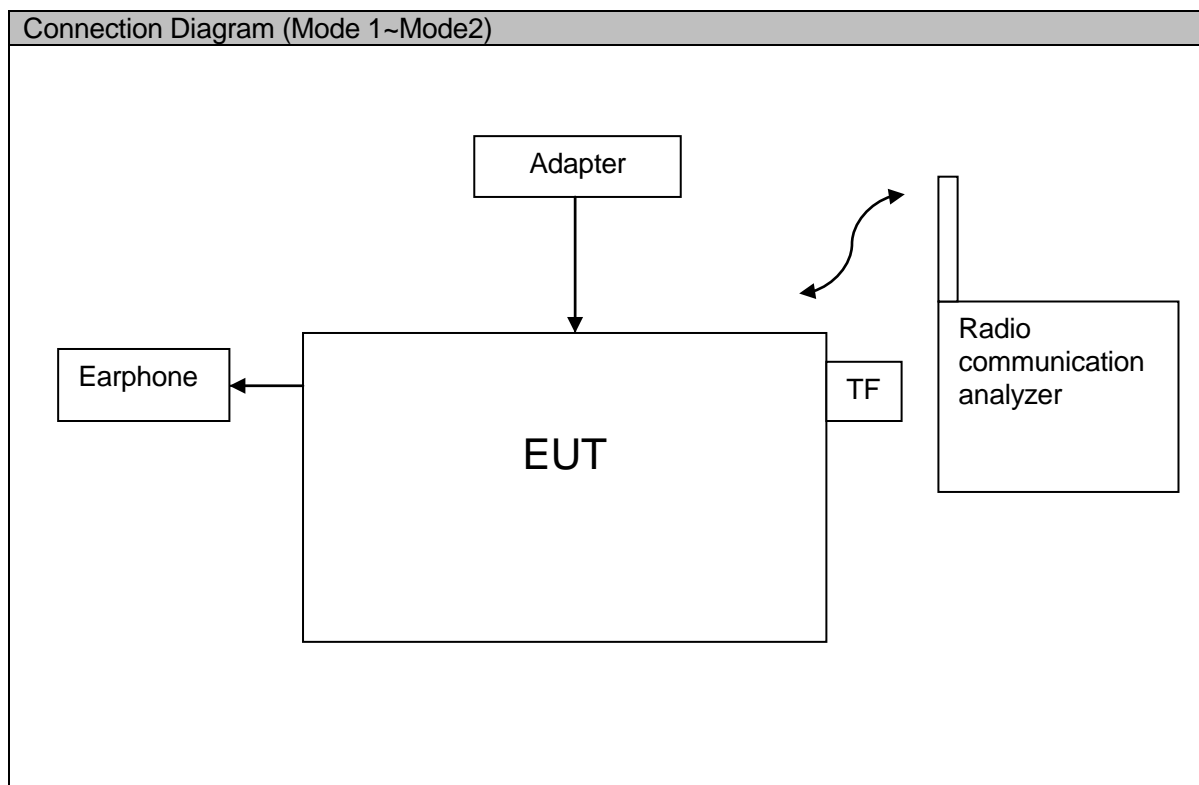 Connection Diagram (Mode 1~Mode2)
Adapter
Earphone
EUT
TF
Radio
communication
analyzer